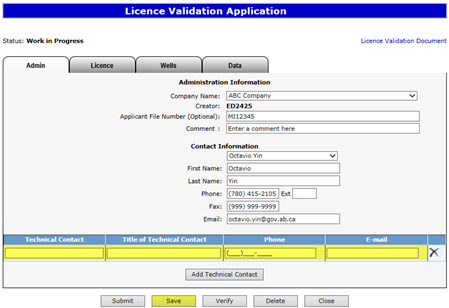 Licence Validation Application
Status: Work in Progress
Licence Validation Document
Admin Licence Wells Data
Administration Information
Company Name: ABC Company
Creator: ED2425
Applicant File Number (Optional): MI12345
Comment : Enter a comment here
Contact Information
Octavio Yin
First Name: Octavio
Last Name: Yin
Phone: (780) 415-2105 Ext
Fax: (999) 999-9999
Email: octavio.yin@gov.ab.ca
Technical Contact Title of Technical Contact Phone E-mail
(___)___-____
Add Technical Contact
Submit Save Verify Delete Close